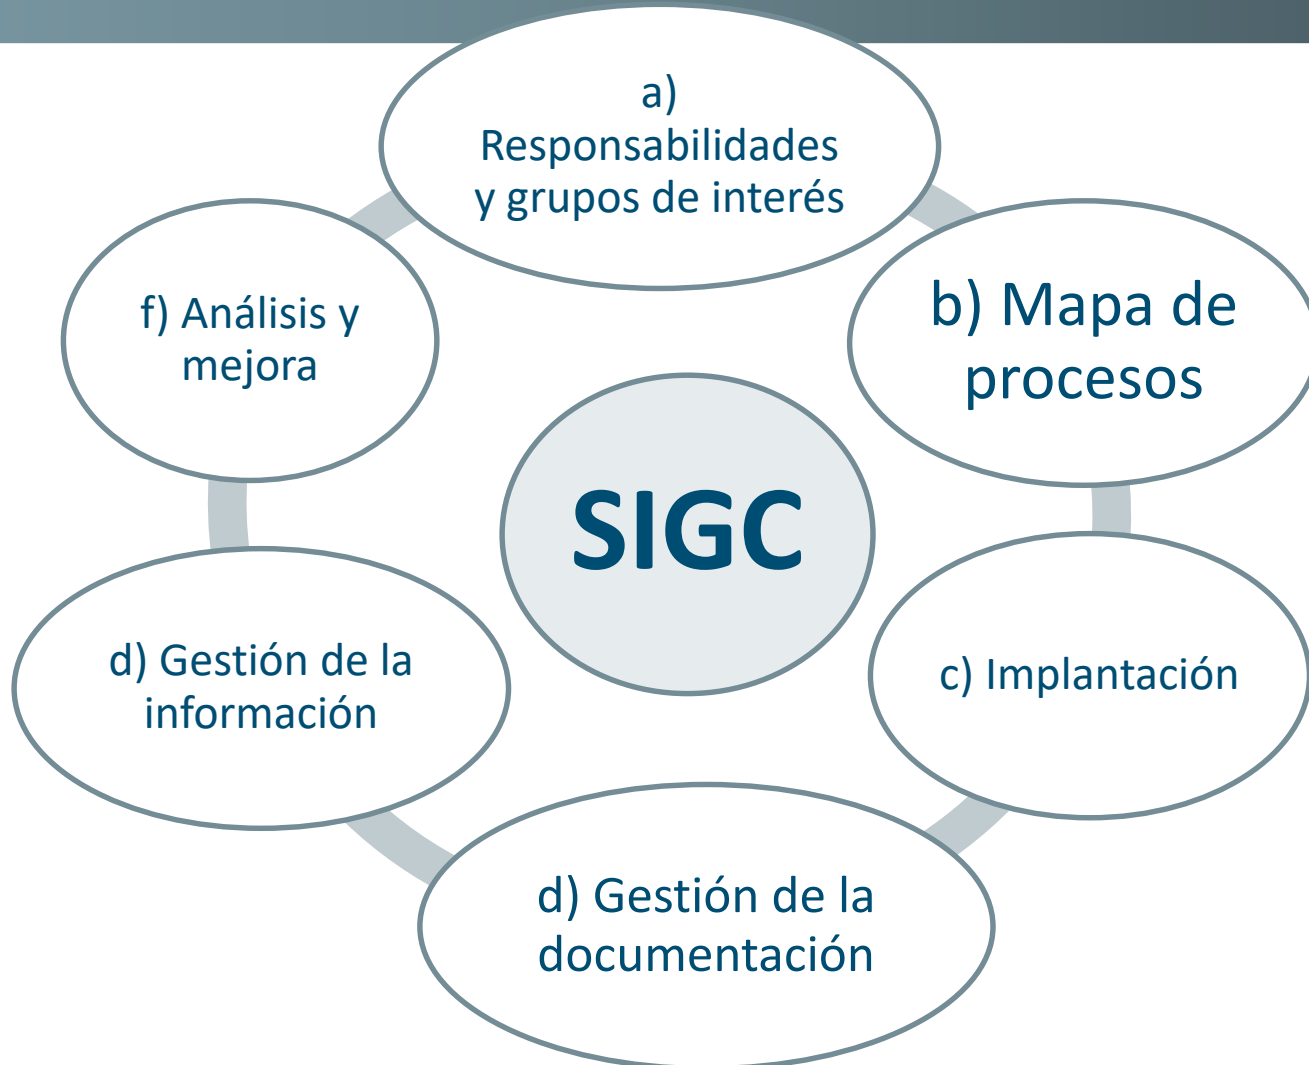 a)
Responsabilidades
y grupos de interés
b) Mapa de
procesos
c) Implantación
d) Gestión de la
documentación
d) Gestión de la
información
f) Análisis y
mejora
SIGC